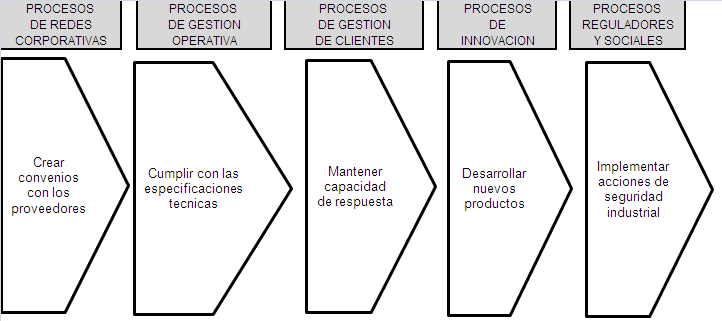 PROCESOS
DE REDES
CORPORATIVAS
PROCESOS
DE GESTION
OPERATIVA
PROCESOS
DE GESTION
DE CLIENTES
PROCESOS
DE
INNOVACION
PROCESOS
REGULADORES
Y SOCIALES
Crear
convenios
con los
proveedores
Cumplir con las
especificaciones
tecnicas
Mantener
capacidad
de respuesta
Desarrollar
nuevos
productos
Implementar
acciones de
seguridad
industrial